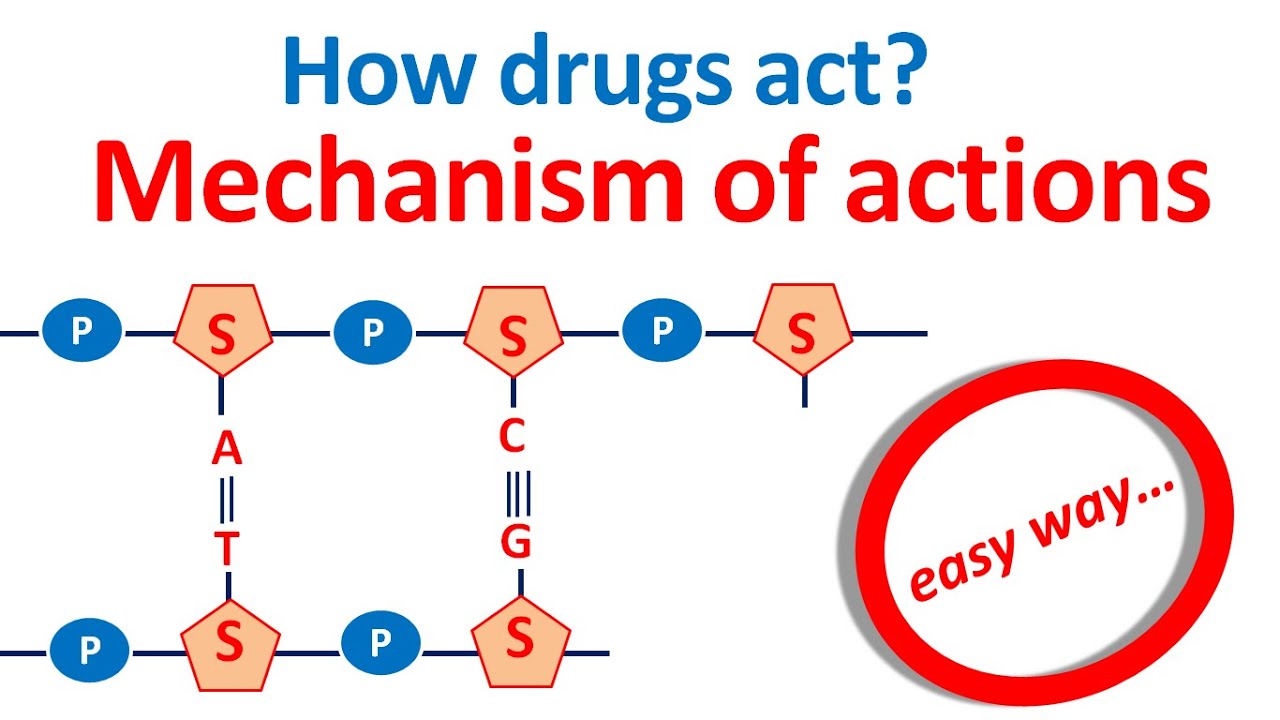 How drugs act?
Mechanism of actions
P S P S P S
A C
T G
P S P S
easy way...